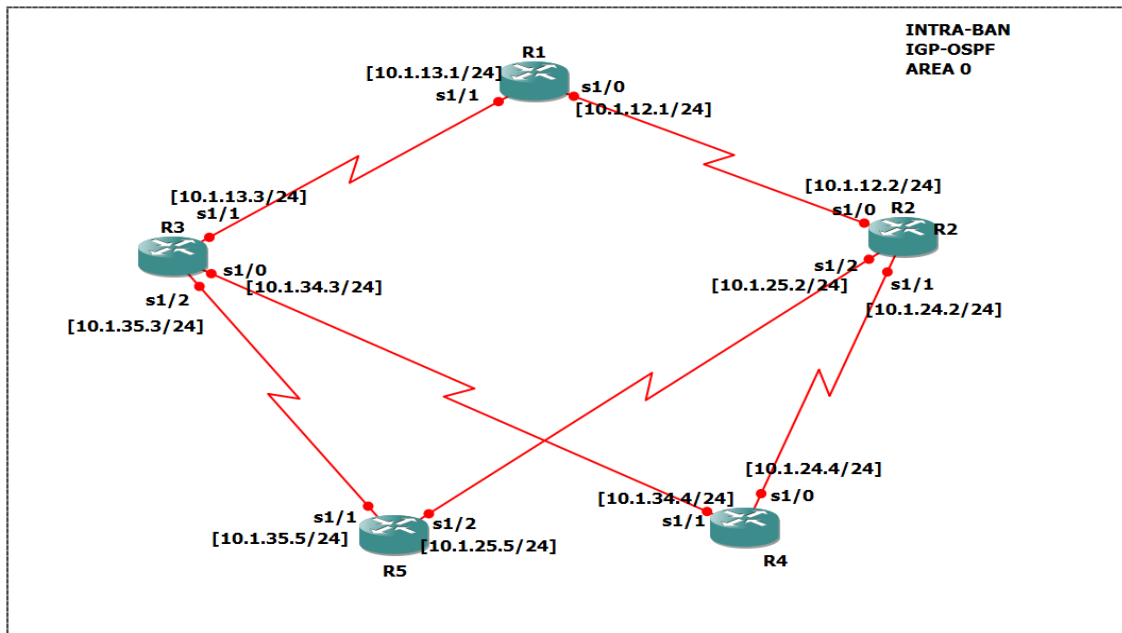 INTRA-BAN
IGP-OSPF
AREA 0
R1
[10.1.13.1/24]
s1/1
s1/0
[10.1.12.1/24]
[10.1.12.2/24]
s1/0
R2
R2
[10.1.13.3/24]
s1/1
R3
s1/0
[10.1.34.3/24]
s1/2
[10.1.35.3/24]
s1/2
[10.1.25.2/24]
s1/1
[10.1.24.2/24]
[10.1.24.4/24]
s1/0
[10.1.34.4/24]
s1/1
R4
s1/1
[10.1.35.5/24]
s1/2
[10.1.25.5/24]
R5